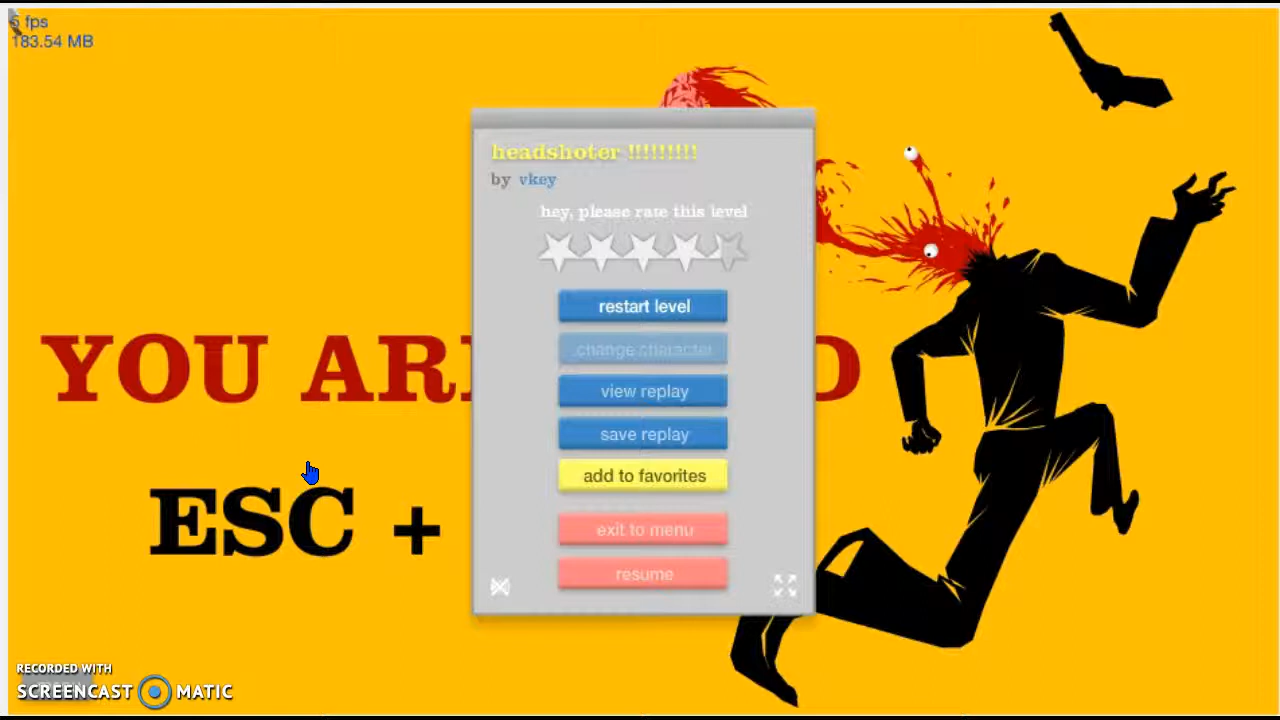 5 fps
183.54 MB
headshoter !!!!!!!!!
by vkey
hey, please rate this level
restart level
change character
view replay
save replay
add to favorites
exit to menu
resume
YOU AR D
ESC +
RECORDED WITH
SCREENCAST MATIC